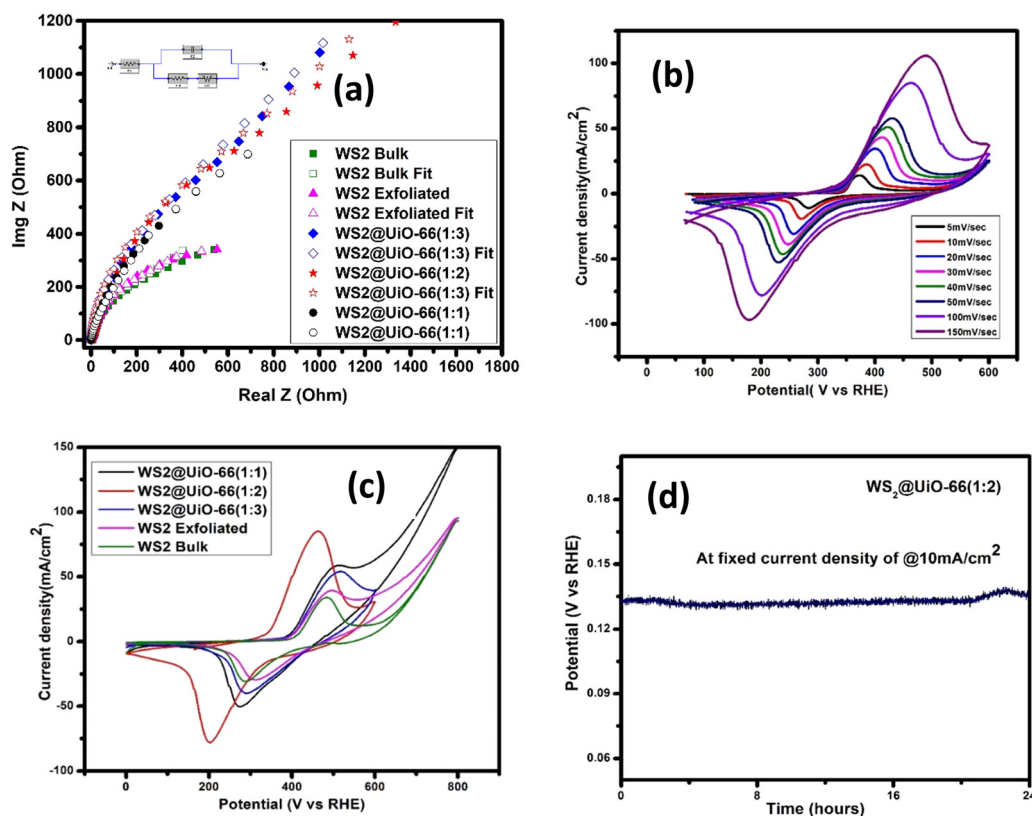 1200
1000
800
600
400
200
0
Img Z (Ohm)
(a)
WS2 Bulk
WS2 Bulk Fit
WS2 Exfoliated
WS2 Exfoliated Fit
WS2@UiO-66(1:3)
WS2@UiO-66(1:3) Fit
WS2@UiO-66(1:2)
WS2@UiO-66(1:3) Fit
WS2@UiO-66(1:1)
WS2@UiO-66(1:1)
0 200 400 600 800 1000 1200 1400 1600 1800
Real Z (Ohm)
100
50
0
-50
-100
Current density(mA/cm²)
(b)
5mV/sec
10mV/sec
20mV/sec
30mV/sec
40mV/sec
50mV/sec
100mV/sec
150mV/sec
0 100 200 300 400 500 600
Potential( V vs RHE)
150
100
50
0
-50
-100
Current density(mA/cm²)
WS2@UiO-66(1:1)
WS2@UiO-66(1:2)
WS2@UiO-66(1:3)
WS2 Exfoliated
WS2 Bulk
(c)
0 200 400 600 800
Potential (V vs RHE)
0.18
0.15
0.12
0.09
0.06
Potential (V vs RHE)
(d)
WS₂@UiO-66(1:2)
At fixed current density of @10mA/cm²
0 8 16 24
Time (hours)